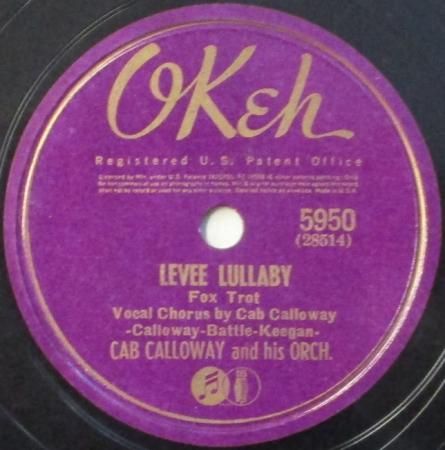 OKeh
Registered U.S. Patent Office
5950
(28514)
LEVEE LULLABY
Fox Trot
Vocal Chorus by Cab Calloway
-Calloway-Battle-Keegan-
CAB CALLOWAY and his ORCH.